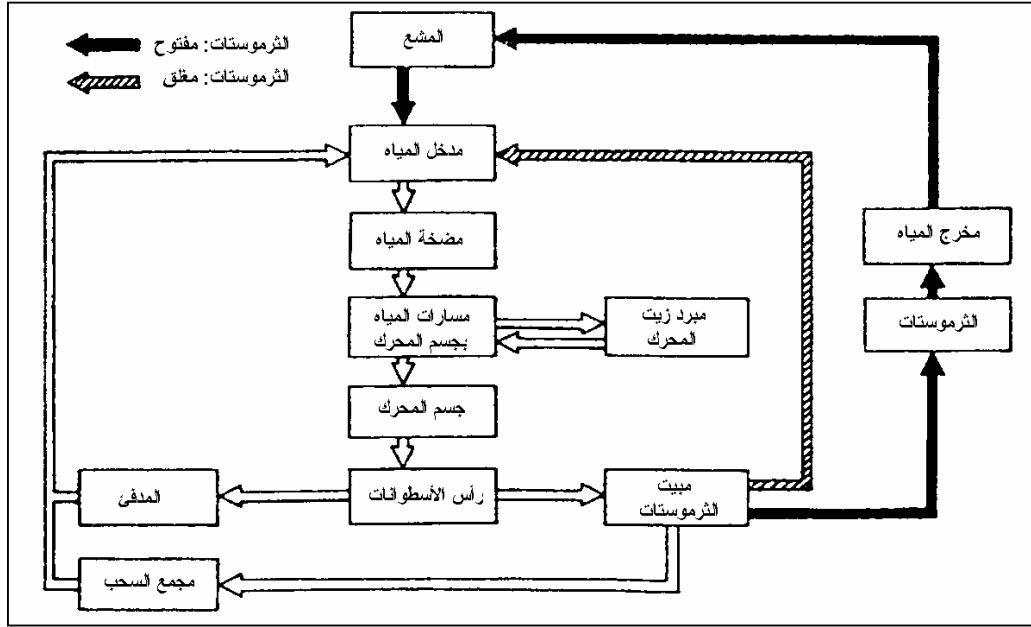 الثرموستات: مفتوح
الثرموستات: مغلق
المشع
مدخل المياه
مضخة المياه
مسارات المياه
بجسم المحرك
مبرد زيت
المحرك
جسم المحرك
رأس الأسطوانات
المدفئ
مبيت
الثرموستات
مجمع السحب
مخرج المياه
الثرموستات